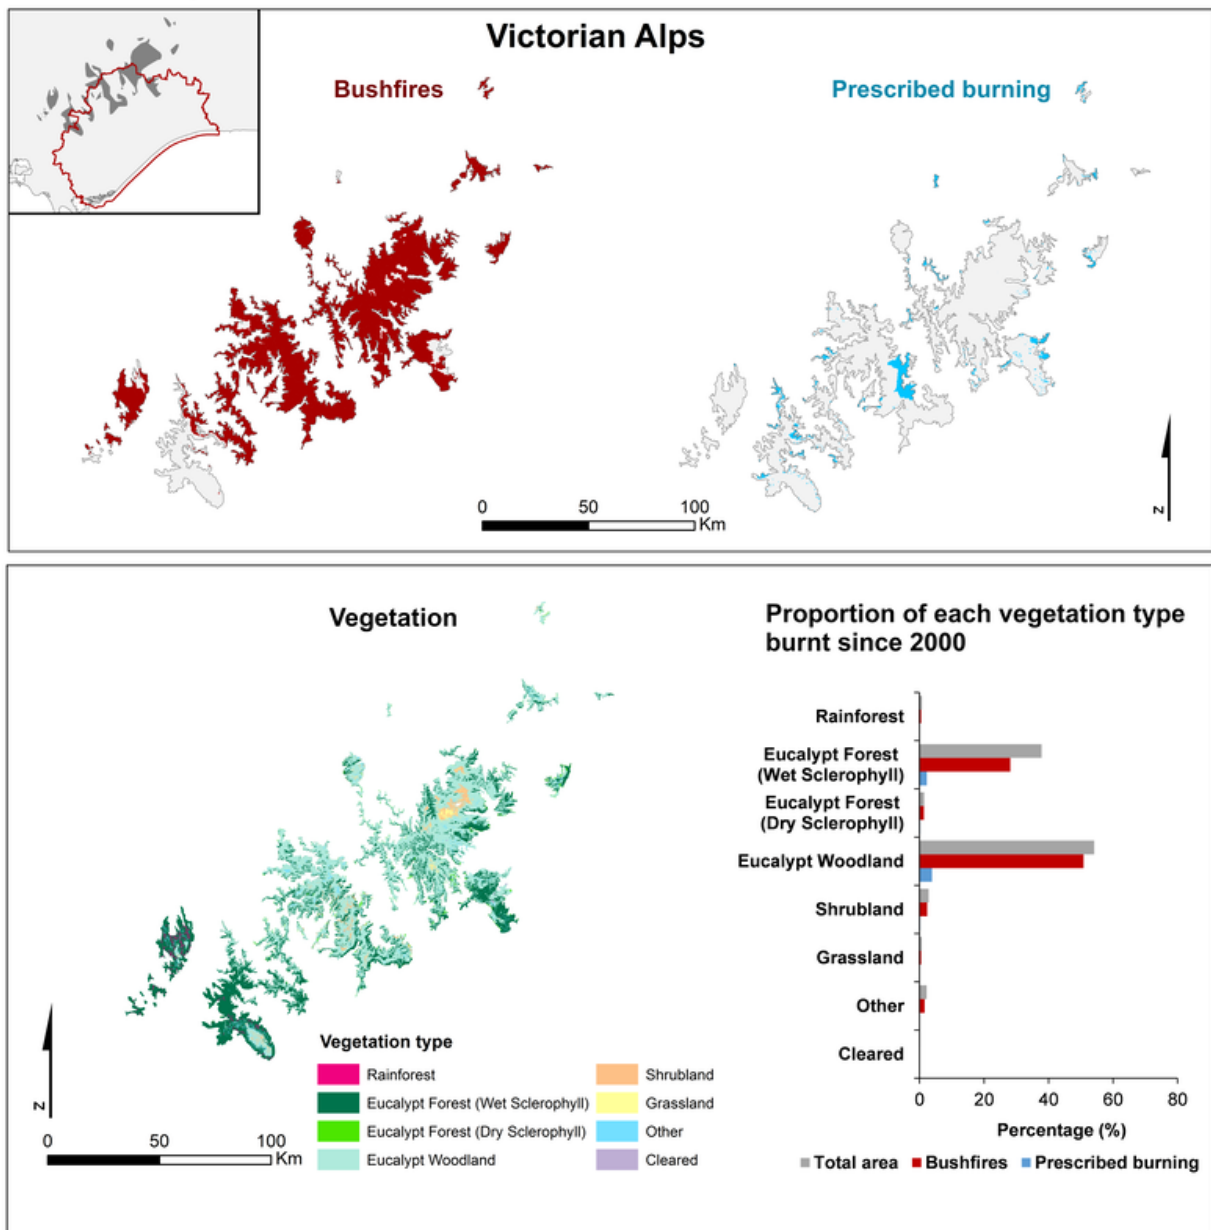 Victorian Alps
Bushfires
Prescribed burning
0 50 100
Km
N
Vegetation
Proportion of each vegetation type
burnt since 2000
Rainforest
Eucalypt Forest
(Wet Sclerophyll)
Eucalypt Forest
(Dry Sclerophyll)
Eucalypt Woodland
Shrubland
Grassland
Other
Cleared
0 20 40 60 80
Percentage (%)
Total area Bushfires Prescribed burning
N
0 50 100
Km
Vegetation type
Rainforest
Eucalypt Forest (Wet Sclerophyll)
Eucalypt Forest (Dry Sclerophyll)
Eucalypt Woodland
Shrubland
Grassland
Other
Cleared